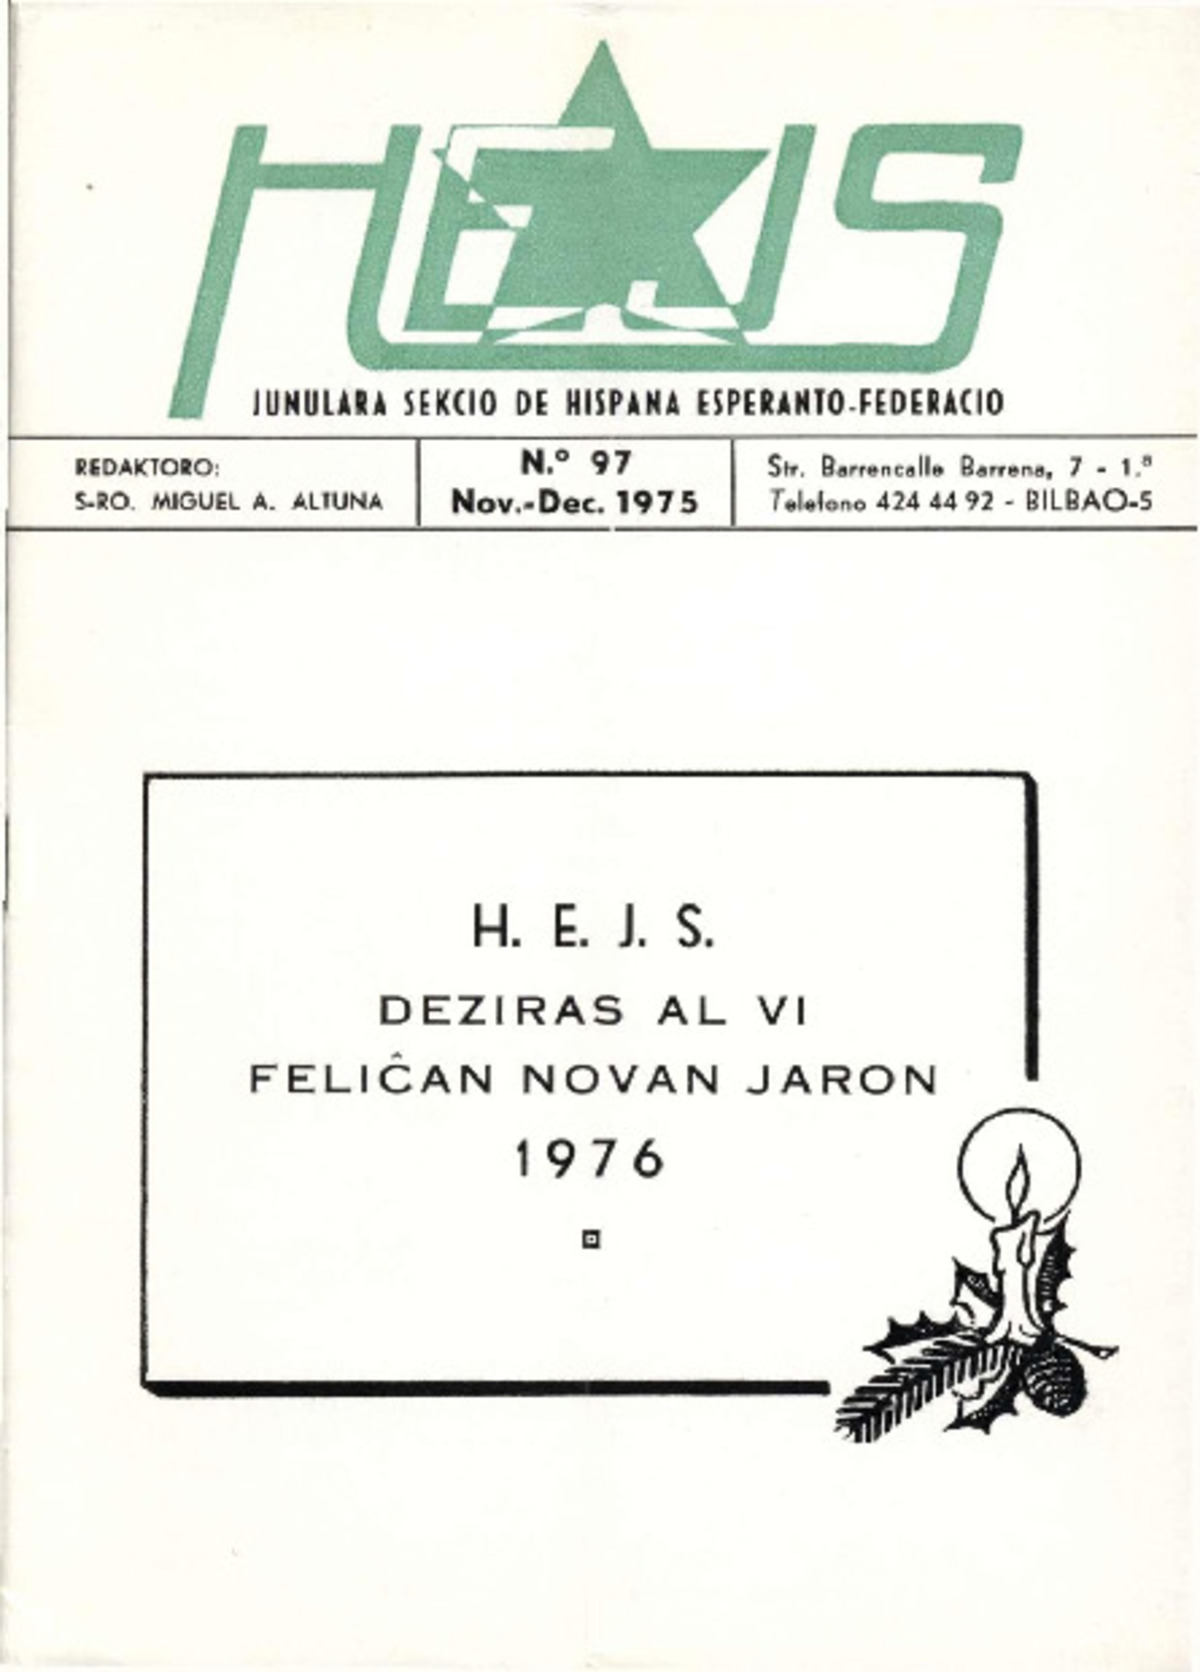 HEJS
JUNULARA SEKCIO DE HISPANA ESPERANTO-FEDERACIO
REDAKTORO:
S-RO. MIGUEL A. ALTUNA
N.º 97
Nov.-Dec. 1975
Str. Barrencalle Barrena, 7 - 1.ª
Telefono 424 44 92 - BILBAO-5
H. E. J. S.
DEZIRAS AL VI
FELIĈAN NOVAN JARON
1976